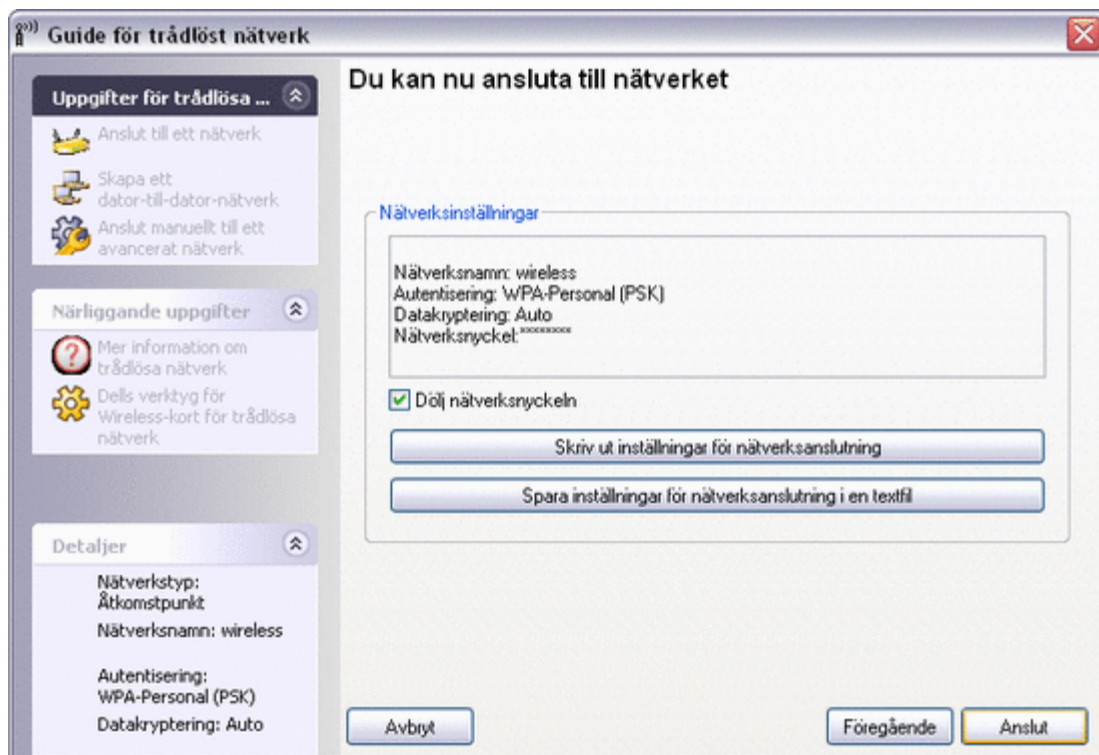 Guide för trådlöst nätverk
Uppgifter för trådlösa ...
Anslut till ett nätverk
Skapa ett
dator-till-dator-nätverk
Anslut manuellt till ett
avancerat nätverk
Närliggande uppgifter
Mer information om
trådlösa nätverk
Dells verktyg för
Wireless-kort för trådlösa
nätverk
Detaljer
Nätverkstyp:
Åtkomstpunkt
Nätverksnamn: wireless
Autentisering:
WPA-Personal (PSK)
Datakryptering: Auto
Du kan nu ansluta till nätverket
Nätverksinställningar
Nätverksnamn: wireless
Autentisering: WPA-Personal (PSK)
Datakryptering: Auto
Nätverksnyckel:********
Dölj nätverksnyckeln
Skriv ut inställningar för nätverksanslutning
Spara inställningar för nätverksanslutning i en textfil
Avbryt
Föregående
Anslut